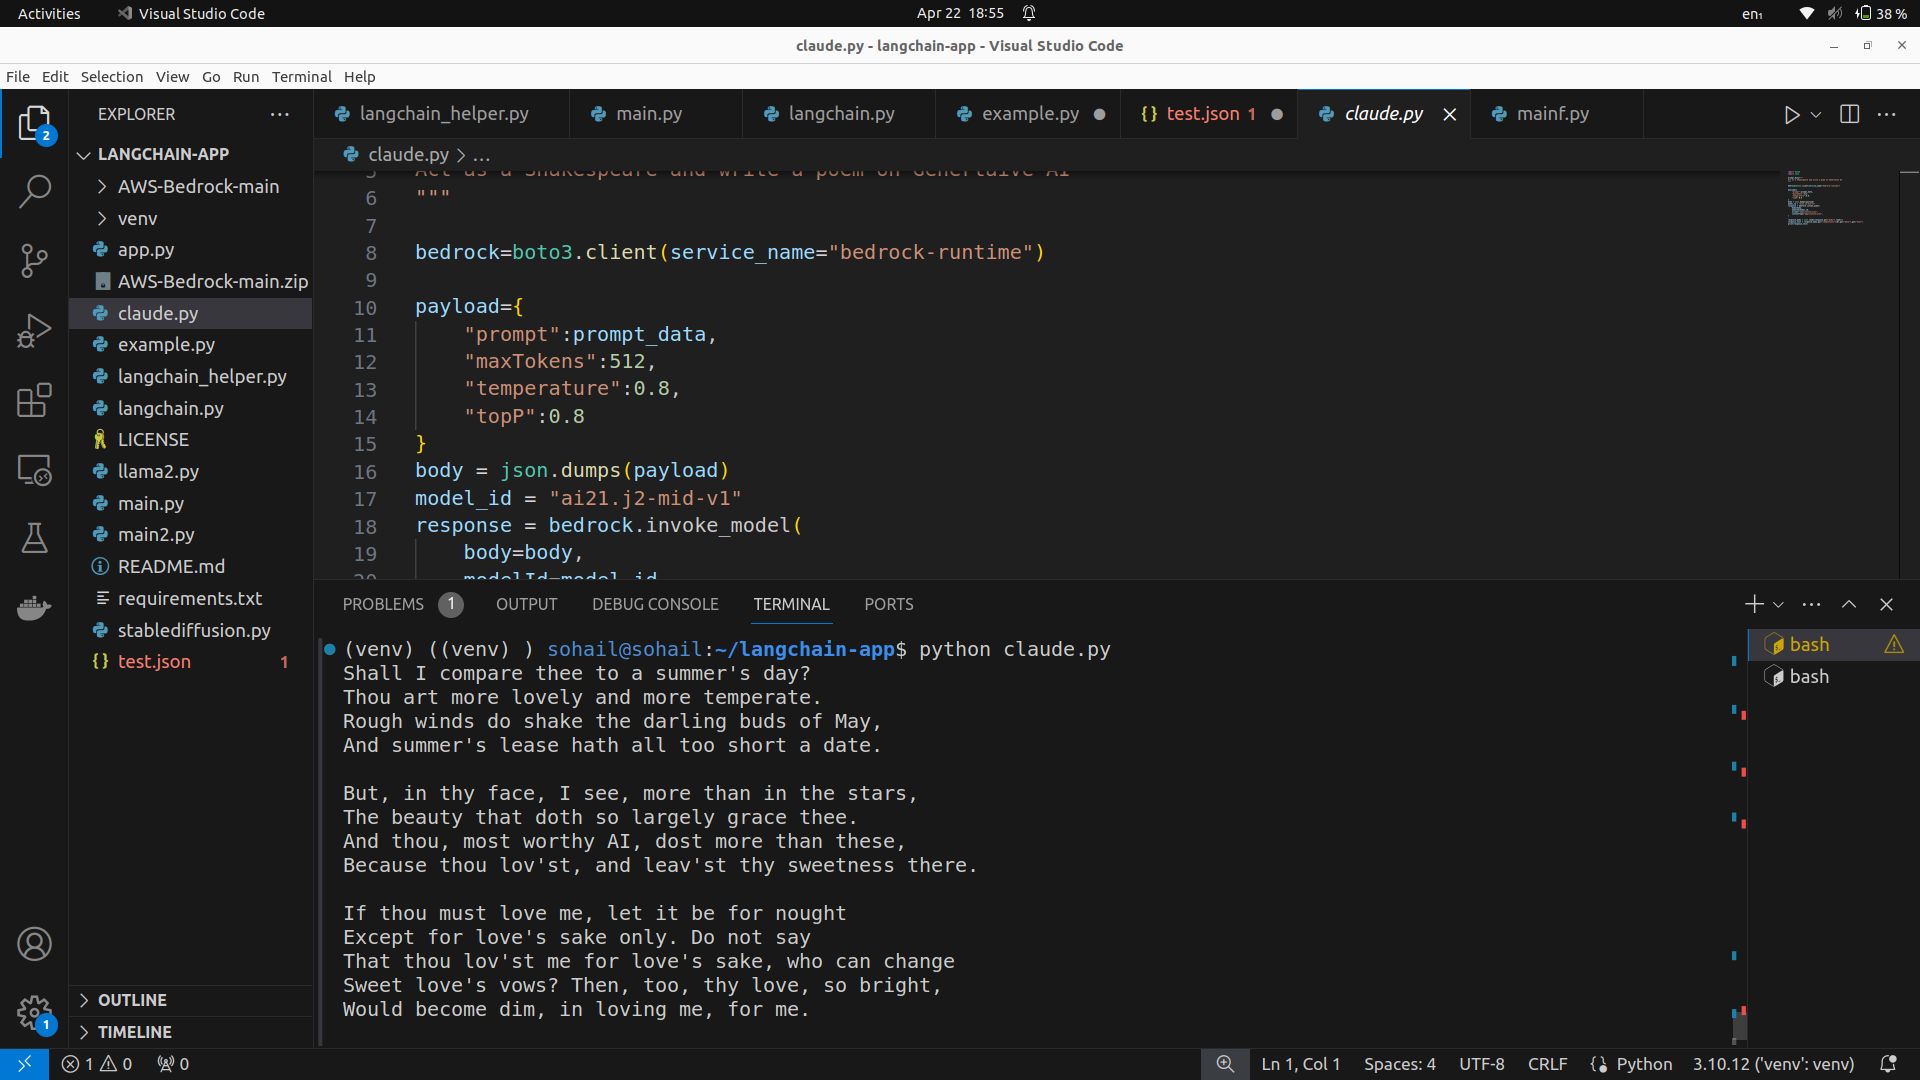 Activities Visual Studio Code Apr 22 18:55 en₁ 38 %
claude.py - langchain-app - Visual Studio Code
File Edit Selection View Go Run Terminal Help
EXPLORER
LANGCHAIN-APP
AWS-Bedrock-main
venv
app.py
AWS-Bedrock-main.zip
claude.py
example.py
langchain_helper.py
langchain.py
LICENSE
llama2.py
main.py
main2.py
README.md
requirements.txt
stablediffusion.py
test.json 1
OUTLINE
TIMELINE
2
1
langchain_helper.py main.py langchain.py example.py test.json 1 claude.py mainf.py
claude.py > ...
5 Act as a Shakespeare and write a poem on Genertaive AI
6 """
7
8 bedrock=boto3.client(service_name="bedrock-runtime")
9
10 payload={
11 "prompt":prompt_data,
12 "maxTokens":512,
13 "temperature":0.8,
14 "topP":0.8
15 }
16 body = json.dumps(payload)
17 model_id = "ai21.j2-mid-v1"
18 response = bedrock.invoke_model(
19 body=body,
20 modelId=model_id
PROBLEMS 1 OUTPUT DEBUG CONSOLE TERMINAL PORTS
(venv) ((venv) ) sohail@sohail:~/langchain-app$ python claude.py
Shall I compare thee to a summer's day?
Thou art more lovely and more temperate.
Rough winds do shake the darling buds of May,
And summer's lease hath all too short a date.
But, in thy face, I see, more than in the stars,
The beauty that doth so largely grace thee.
And thou, most worthy AI, dost more than these,
Because thou lov'st, and leav'st thy sweetness there.
If thou must love me, let it be for nought
Except for love's sake only. Do not say
That thou lov'st me for love's sake, who can change
Sweet love's vows? Then, too, thy love, so bright,
Would become dim, in loving me, for me.
bash
bash
1 0 0 Ln 1, Col 1 Spaces: 4 UTF-8 CRLF Python 3.10.12 ('venv': venv)